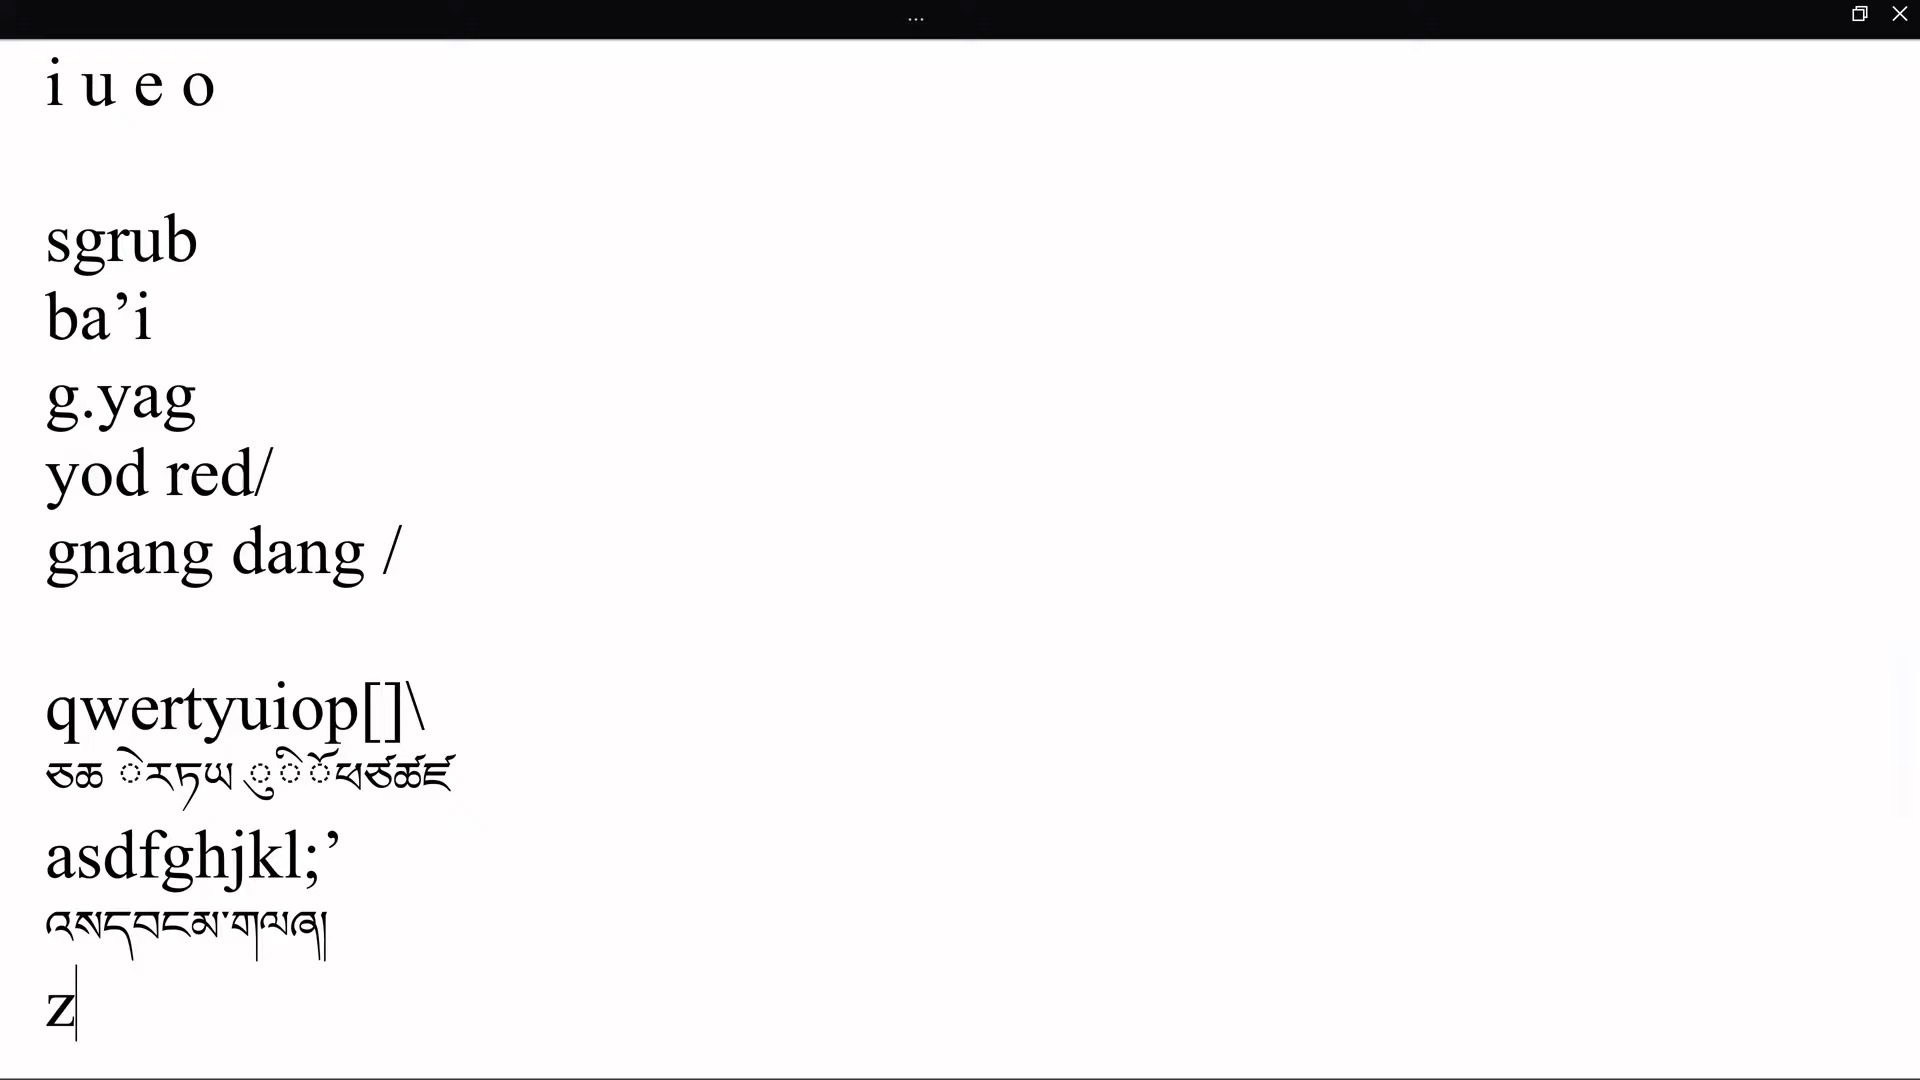 ...
i u e o
sgrub
ba’i
g.yag
yod red/
gnang dang /
qwertyuiop[]\
ཅཆ ེརཏཡ ིོུཕཙཚཛ
asdfghjkl;’
འསདབངམ་གལཞ།
z